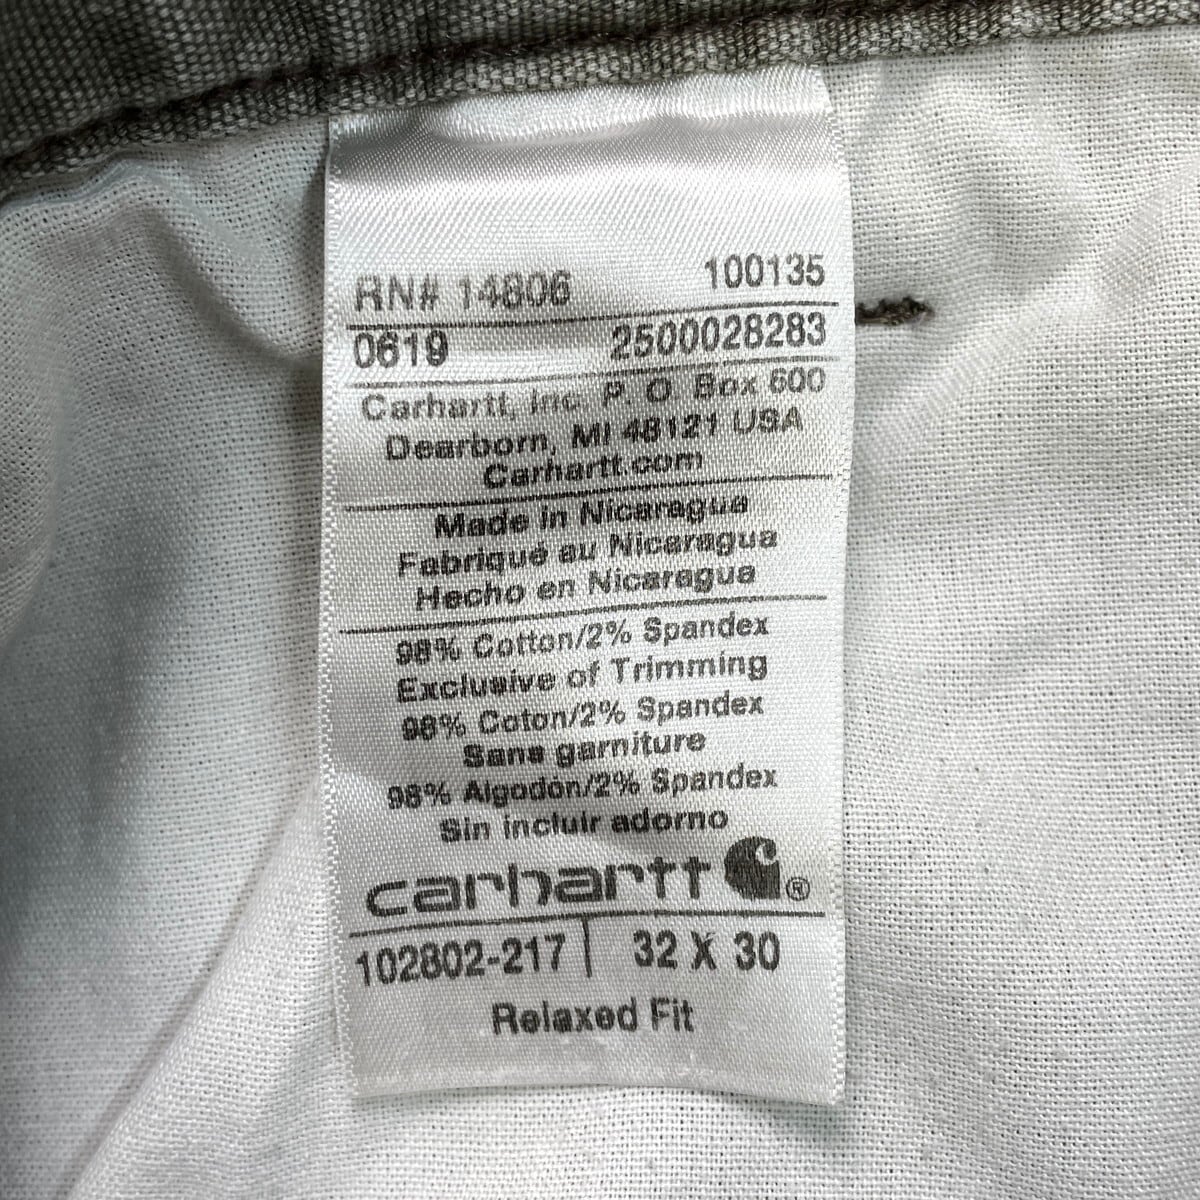 RN# 14806 100135
0619 2500028283
Carhartt, Inc. P. O. Box 600
Dearborn, MI 48121 USA
Carhartt.com
Made in Nicaragua
Fabriqué au Nicaragua
Hecho en Nicaragua
98% Cotton/2% Spandex
Exclusive of Trimming
98% Coton/2% Spandex
Sans garniture
98% Algodón/2% Spandex
Sin incluir adorno
carhartt ®
102802-217 32 X 30
Relaxed Fit